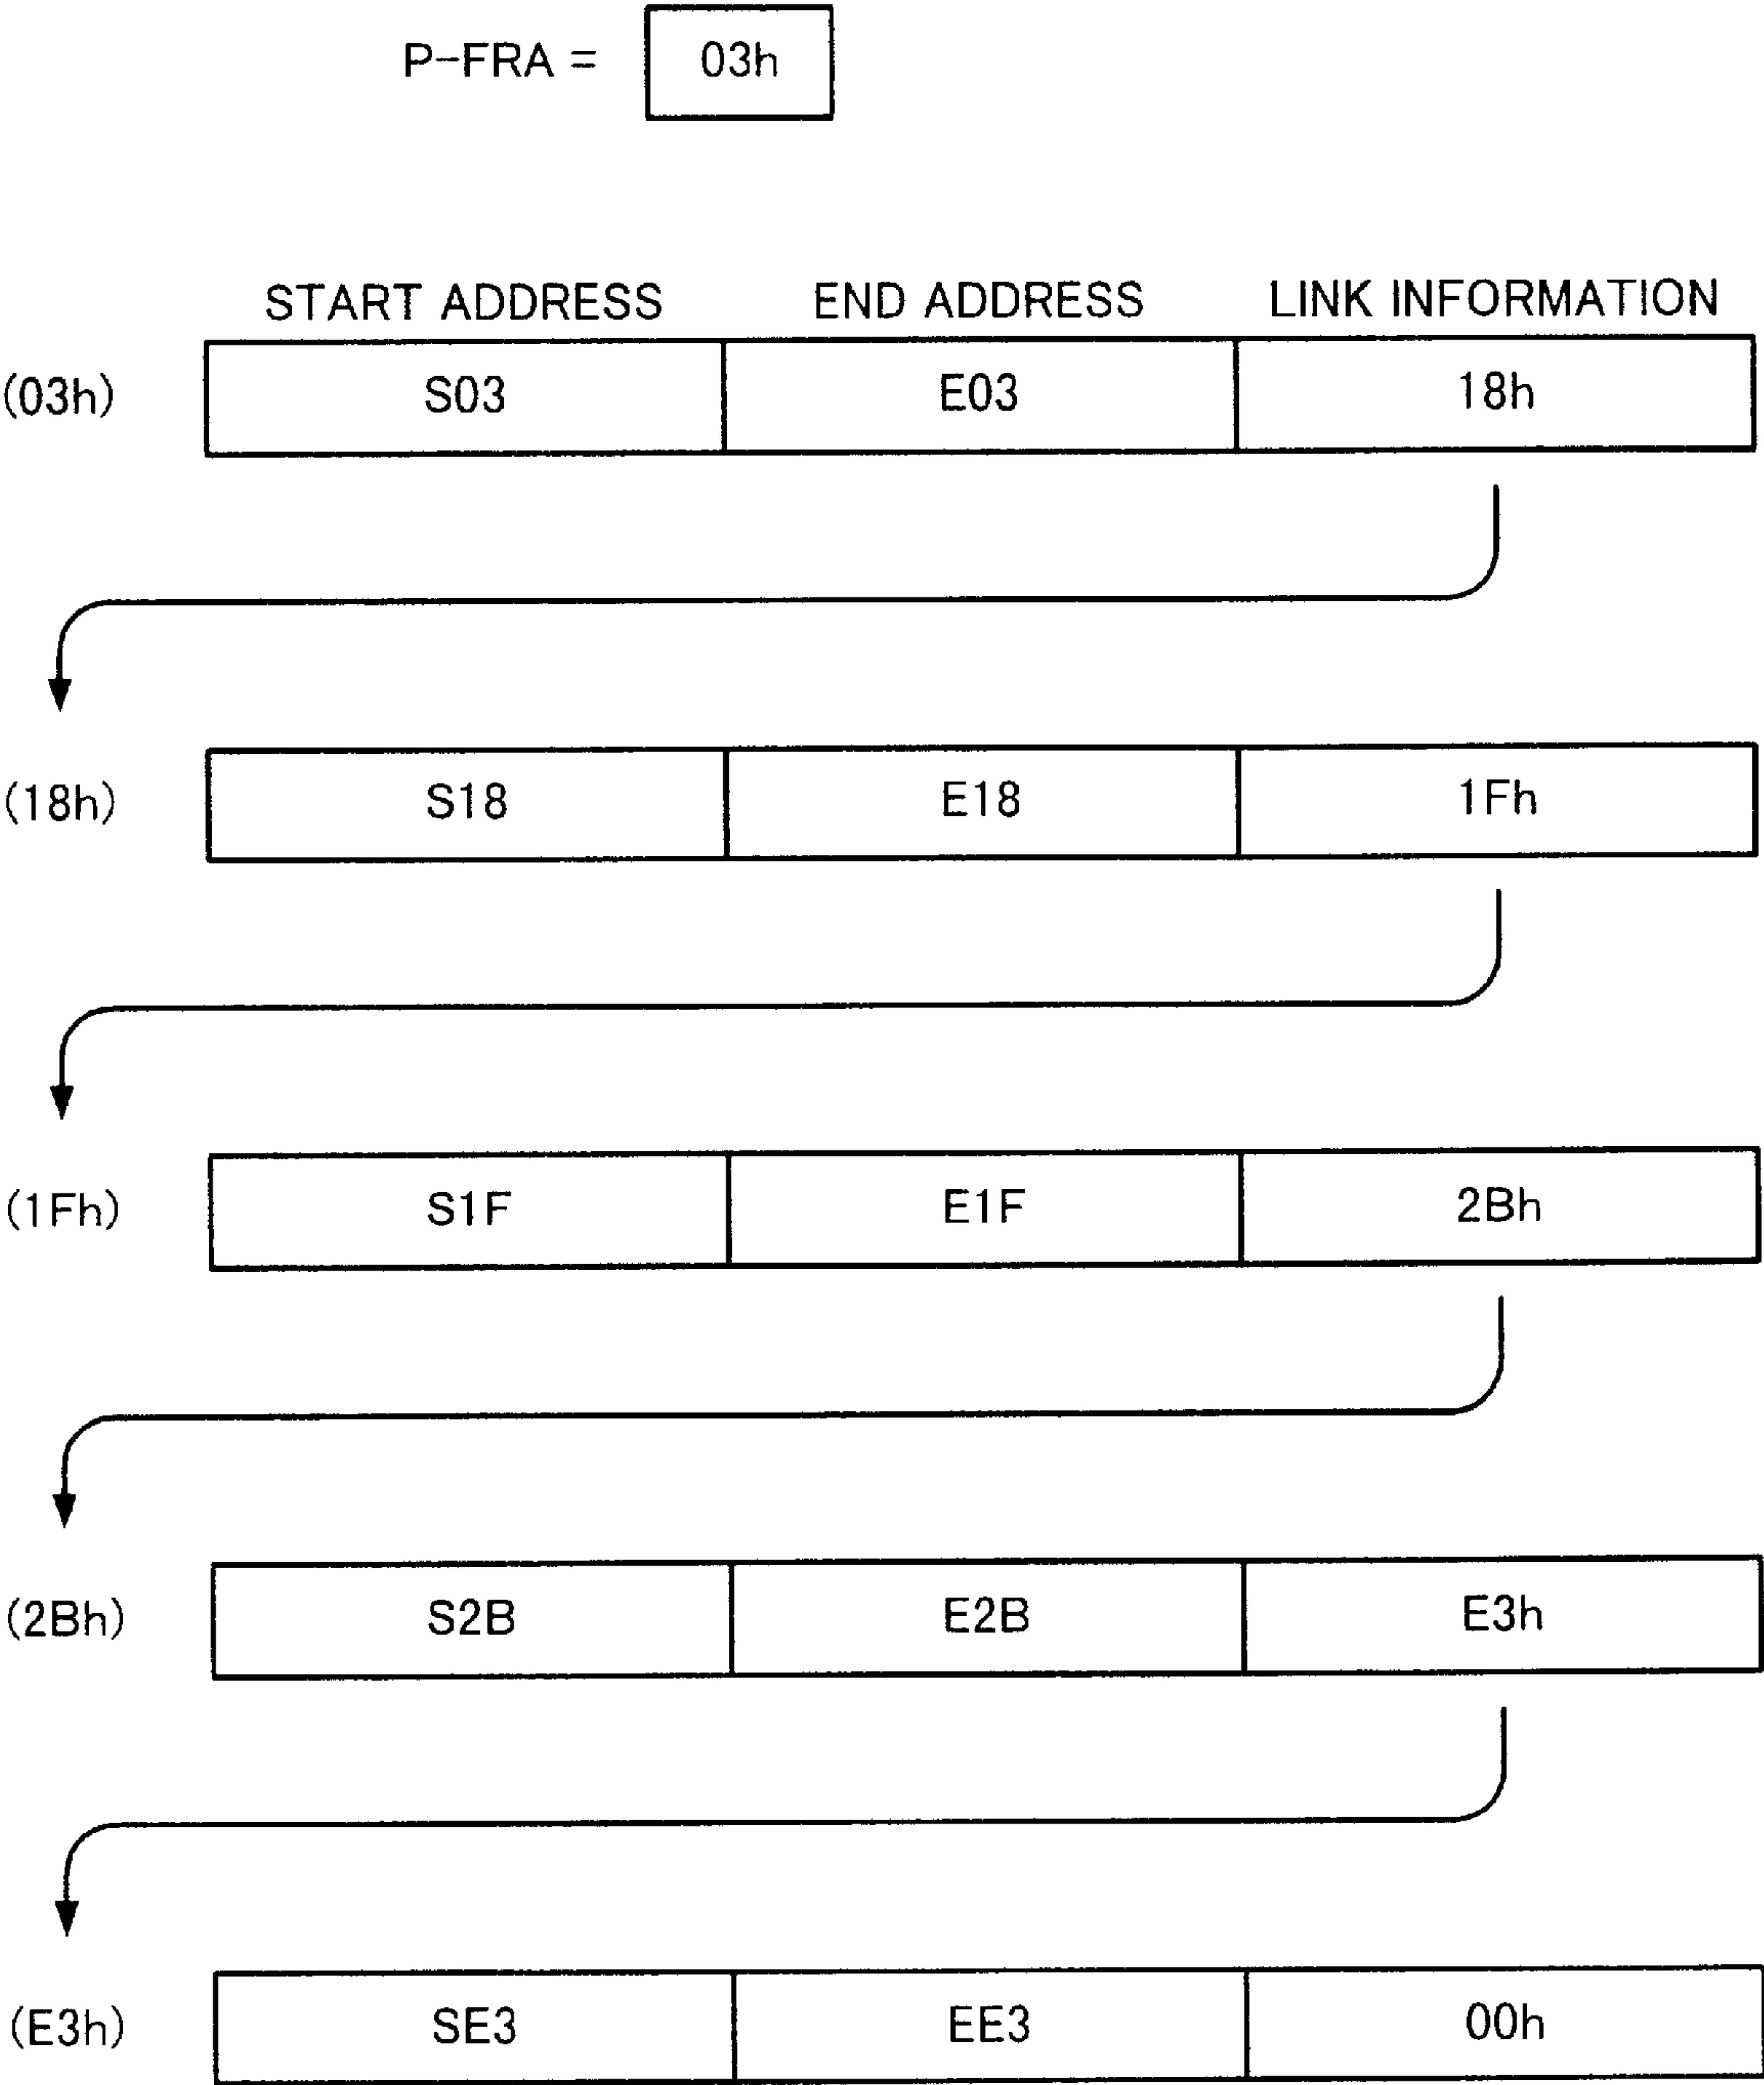 P-FRA = 03h
START ADDRESS END ADDRESS LINK INFORMATION
(03h) S03 E03 18h
(18h) S18 E18 1Fh
(1Fh) S1F E1F 2Bh
(2Bh) S2B E2B E3h
(E3h) SE3 EE3 00h